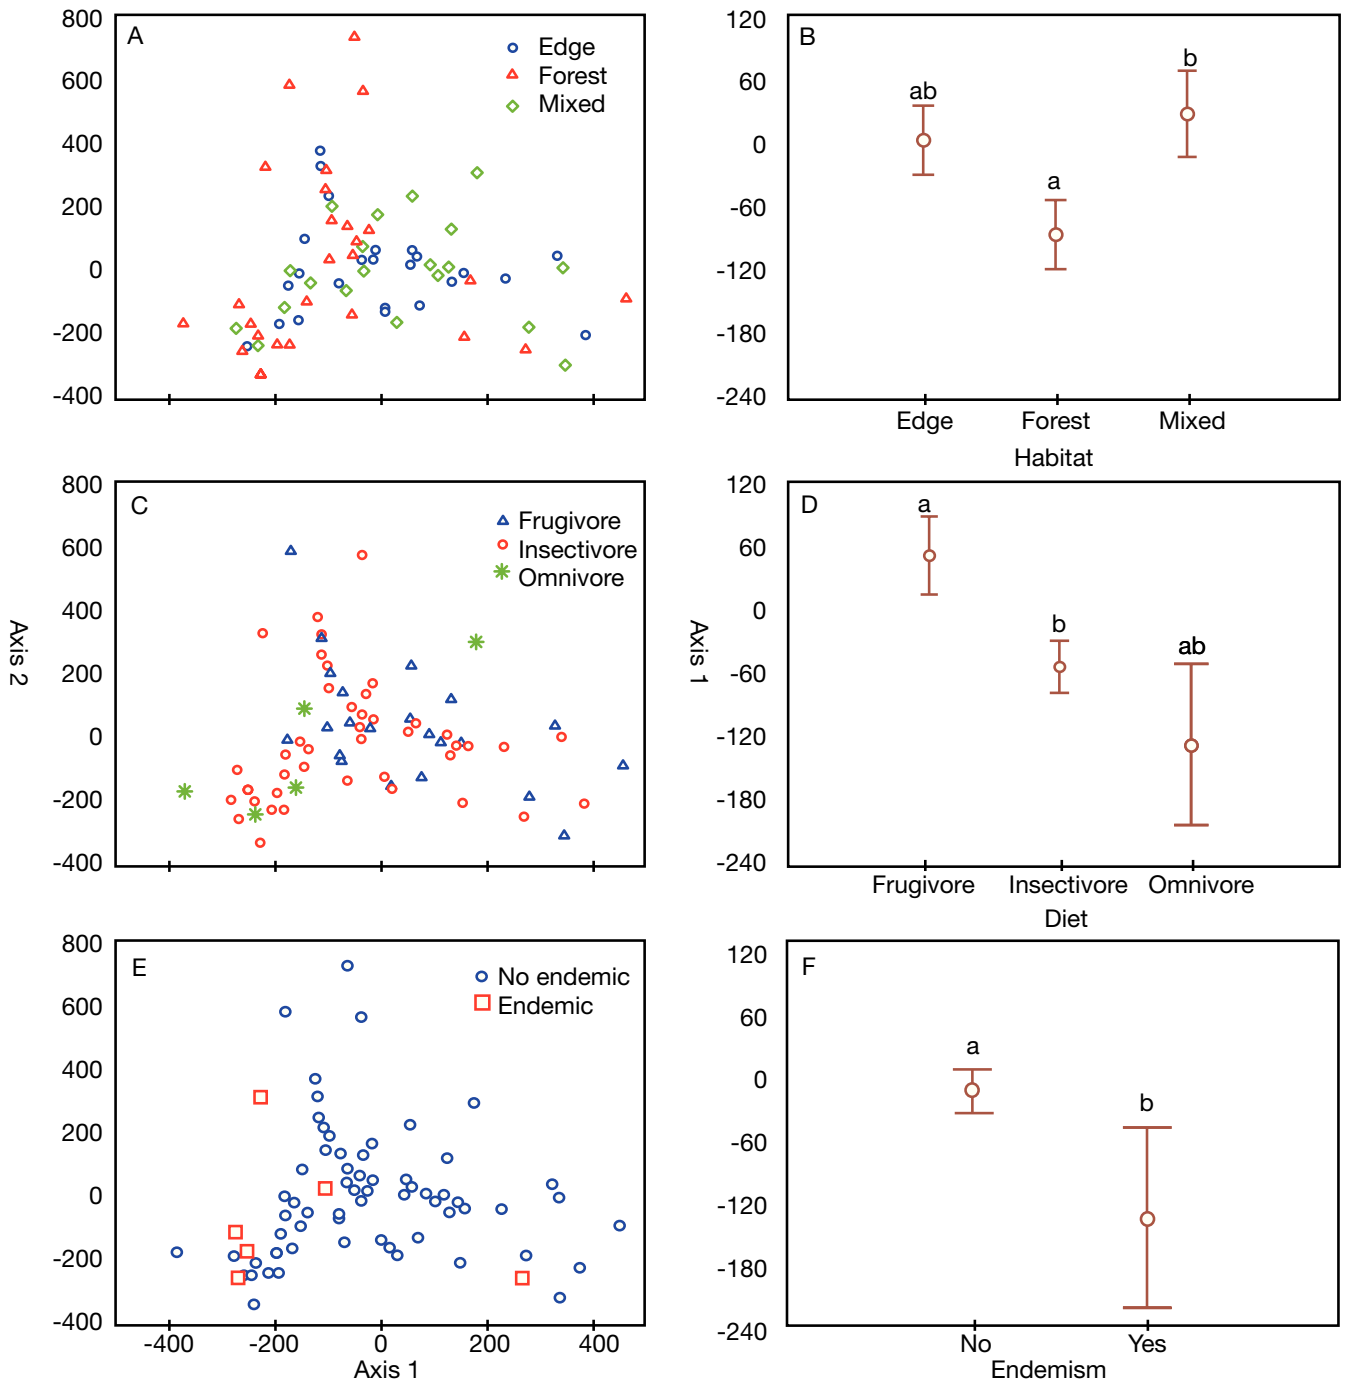 A
Edge
Forest
Mixed
800
600
400
200
0
-200
-400
B
120
60
0
-60
-120
-180
-240
ab
a
b
Edge Forest Mixed
Habitat
C
Frugivore
Insectivore
Omnivore
800
600
400
200
0
-200
-400
Axis 2
D
120
60
0
-60
-120
-180
-240
Axis 1
a
b
ab
Frugivore Insectivore Omnivore
Diet
E
No endemic
Endemic
800
600
400
200
0
-200
-400
-400 -200 0 200 400
Axis 1
F
120
60
0
-60
-120
-180
-240
a
b
No Yes
Endemism